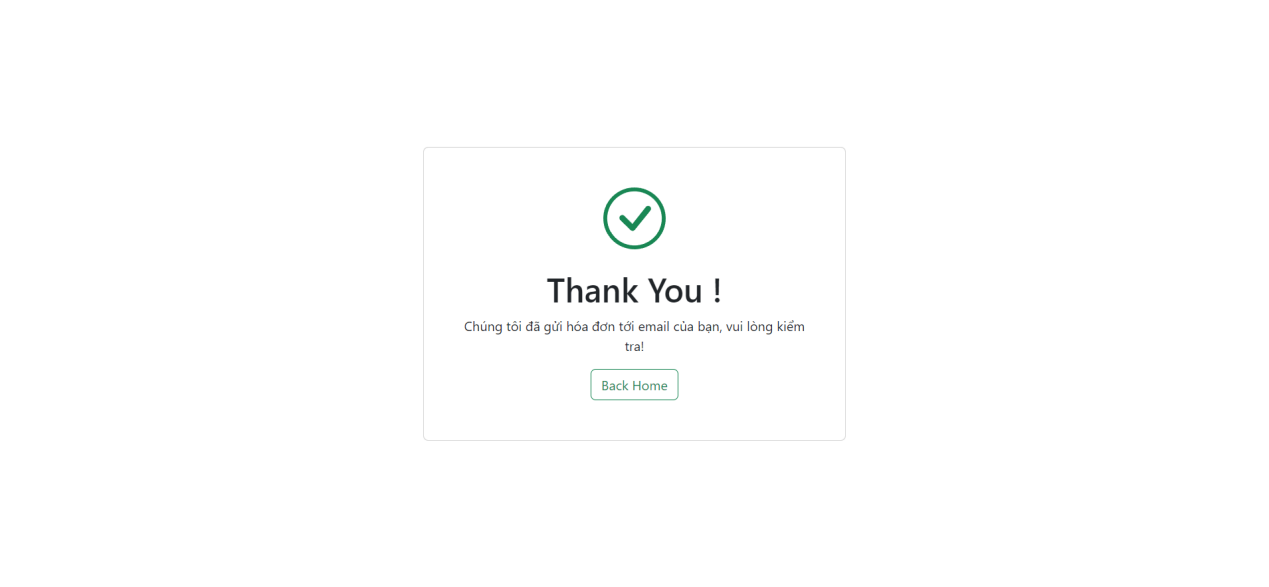 Thank You !
Chúng tôi đã gửi hóa đơn tới email của bạn, vui lòng kiểm
tra!
Back Home